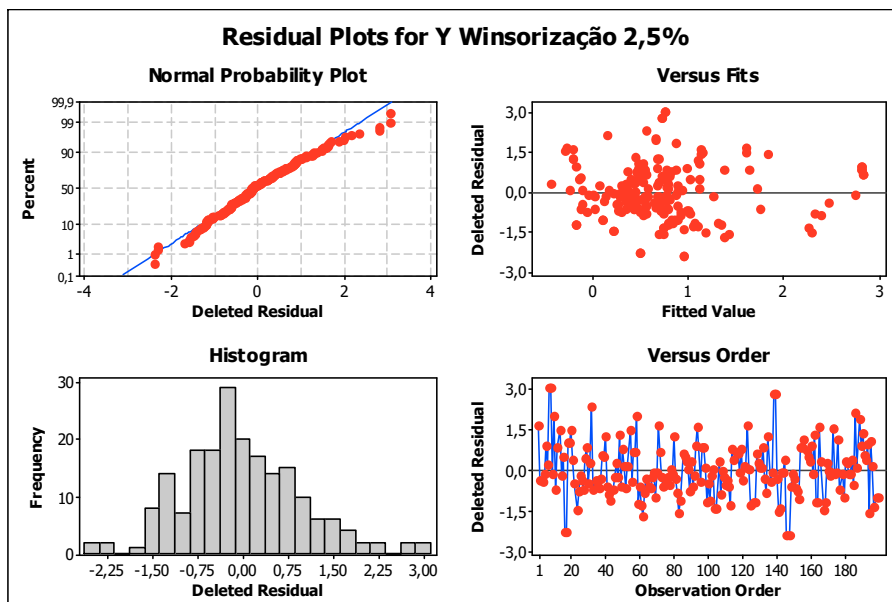 Residual Plots for Y Winsorização 2,5%
Normal Probability Plot
Versus Fits
99,9
99
90
50
10
1
0,1
Percent
-4 -2 0 2 4
Deleted Residual
3,0
1,5
0,0
-1,5
-3,0
Deleted Residual
0 1 2 3
Fitted Value
Histogram
Versus Order
30
20
10
0
Frequency
-2,25 -1,50 -0,75 0,00 0,75 1,50 2,25 3,00
Deleted Residual
3,0
1,5
0,0
-1,5
-3,0
Deleted Residual
1 20 40 60 80 100 120 140 160 180
Observation Order